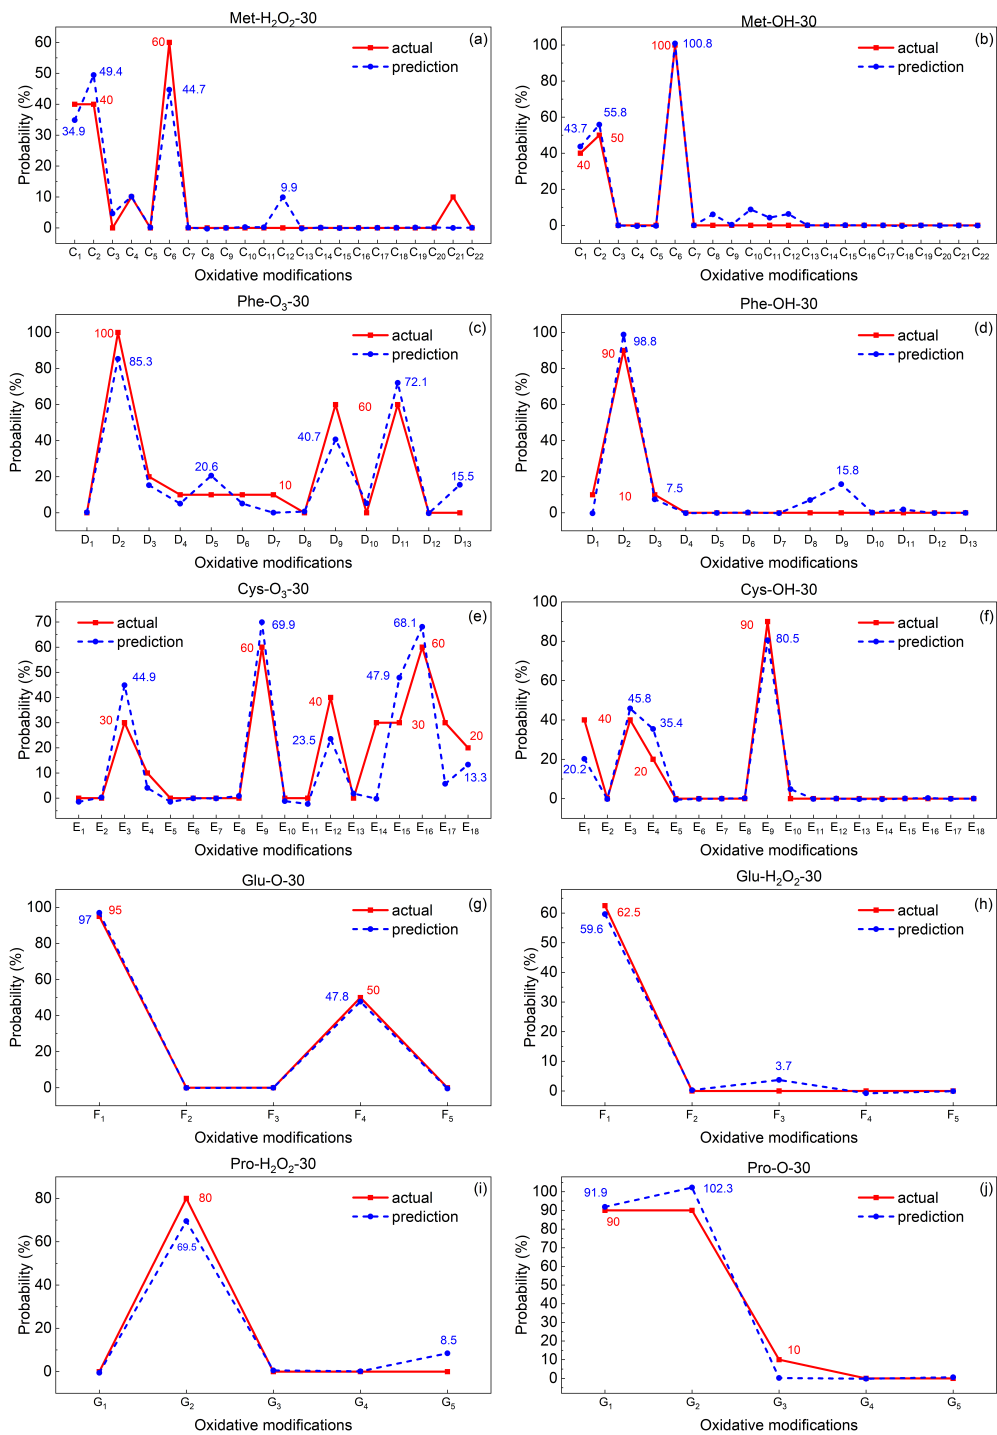 Met-H₂O₂-30
(a)
actual
prediction
Probability (%)
60
50
40
30
20
10
0
60
49.4
44.7
40
34.9
9.9
C₁ C₂ C₃ C₄ C₅ C₆ C₇ C₈ C₉ C₁₀ C₁₁ C₁₂ C₁₃ C₁₄ C₁₅ C₁₆ C₁₇ C₁₈ C₁₉ C₂₀ C₂₁ C₂₂
Oxidative modifications
Met-OH-30
(b)
actual
prediction
Probability (%)
100
80
60
40
20
0
100
100.8
55.8
43.7
50
40
C₁ C₂ C₃ C₄ C₅ C₆ C₇ C₈ C₉ C₁₀ C₁₁ C₁₂ C₁₃ C₁₄ C₁₅ C₁₆ C₁₇ C₁₈ C₁₉ C₂₀ C₂₁ C₂₂
Oxidative modifications
Phe-O₃-30
(c)
actual
prediction
Probability (%)
100
80
60
40
20
0
100
85.3
72.1
60
40.7
20.6
10
15.5
D₁ D₂ D₃ D₄ D₅ D₆ D₇ D₈ D₉ D₁₀ D₁₁ D₁₂ D₁₃
Oxidative modifications
Phe-OH-30
(d)
actual
prediction
Probability (%)
100
80
60
40
20
0
98.8
90
10
7.5
15.8
D₁ D₂ D₃ D₄ D₅ D₆ D₇ D₈ D₉ D₁₀ D₁₁ D₁₂ D₁₃
Oxidative modifications
Cys-O₃-30
(e)
actual
prediction
Probability (%)
70
60
50
40
30
20
10
0
69.9
68.1
60
60
44.9
47.9
40
30
30
23.5
20
13.3
E₁ E₂ E₃ E₄ E₅ E₆ E₇ E₈ E₉ E₁₀ E₁₁ E₁₂ E₁₃ E₁₄ E₁₅ E₁₆ E₁₇ E₁₈
Oxidative modifications
Cys-OH-30
(f)
actual
prediction
Probability (%)
100
80
60
40
20
0
90
80.5
45.8
40
35.4
20.2
20
E₁ E₂ E₃ E₄ E₅ E₆ E₇ E₈ E₉ E₁₀ E₁₁ E₁₂ E₁₃ E₁₄ E₁₅ E₁₆ E₁₇ E₁₈
Oxidative modifications
Glu-O-30
(g)
actual
prediction
Probability (%)
100
80
60
40
20
0
97
95
47.8
50
F₁ F₂ F₃ F₄ F₅
Oxidative modifications
Glu-H₂O₂-30
(h)
actual
prediction
Probability (%)
60
50
40
30
20
10
0
62.5
59.6
3.7
F₁ F₂ F₃ F₄ F₅
Oxidative modifications
Pro-H₂O₂-30
(i)
actual
prediction
Probability (%)
80
60
40
20
0
80
69.5
8.5
G₁ G₂ G₃ G₄ G₅
Oxidative modifications
Pro-O-30
(j)
actual
prediction
Probability (%)
100
90
80
70
60
50
40
30
20
10
0
91.9
102.3
90
10
G₁ G₂ G₃ G₄ G₅
Oxidative modifications